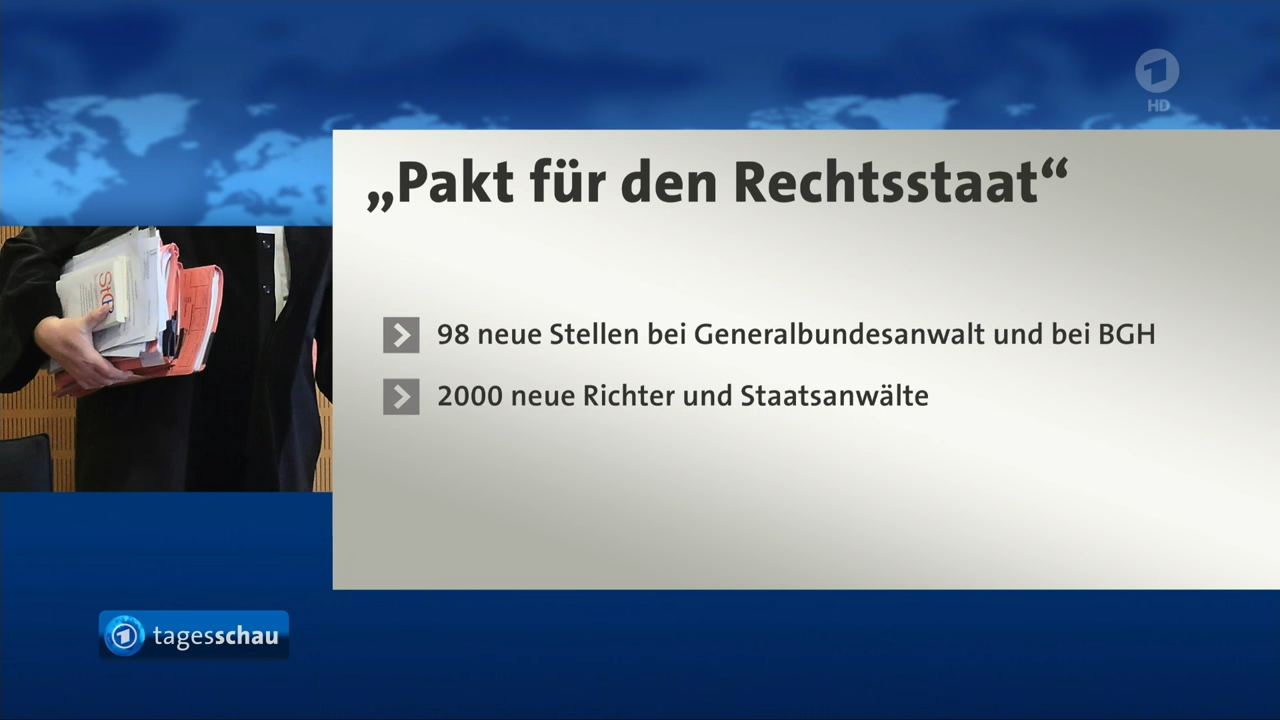 HD
„Pakt für den Rechtsstaat“
98 neue Stellen bei Generalbundesanwalt und bei BGH
2000 neue Richter und Staatsanwälte
tagesschau